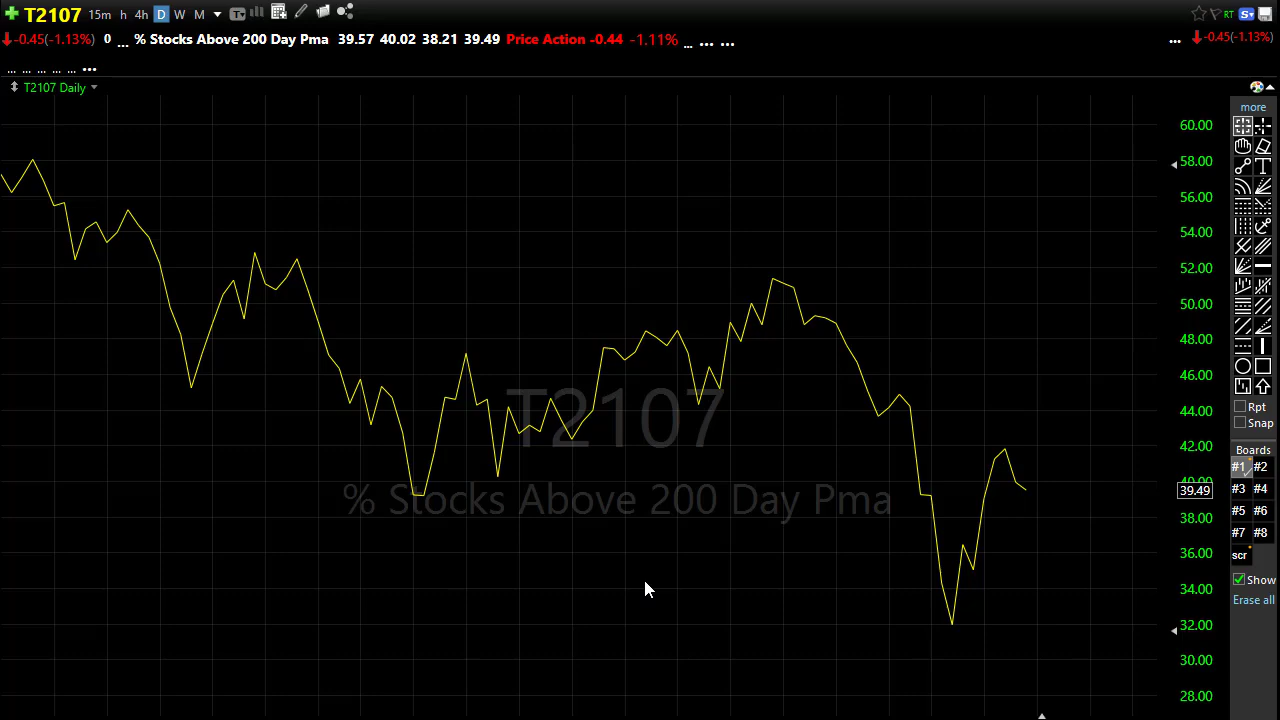 T2107 15m h 4h D W M
RT
-0.45(-1.13%) 0 ... % Stocks Above 200 Day Pma 39.57 40.02 38.21 39.49 Price Action -0.44 -1.11% ... ... ...
... -0.45(-1.13%)
... ... ... ... ... ...
T2107 Daily
more
60.00
58.00
56.00
54.00
52.00
50.00
48.00
46.00
44.00
42.00
40.00
39.49
38.00
36.00
34.00
32.00
30.00
28.00
T2107
% Stocks Above 200 Day Pma
Rpt
Snap
Boards
#1 #2
#3 #4
#5 #6
#7 #8
scr
Show
Erase all